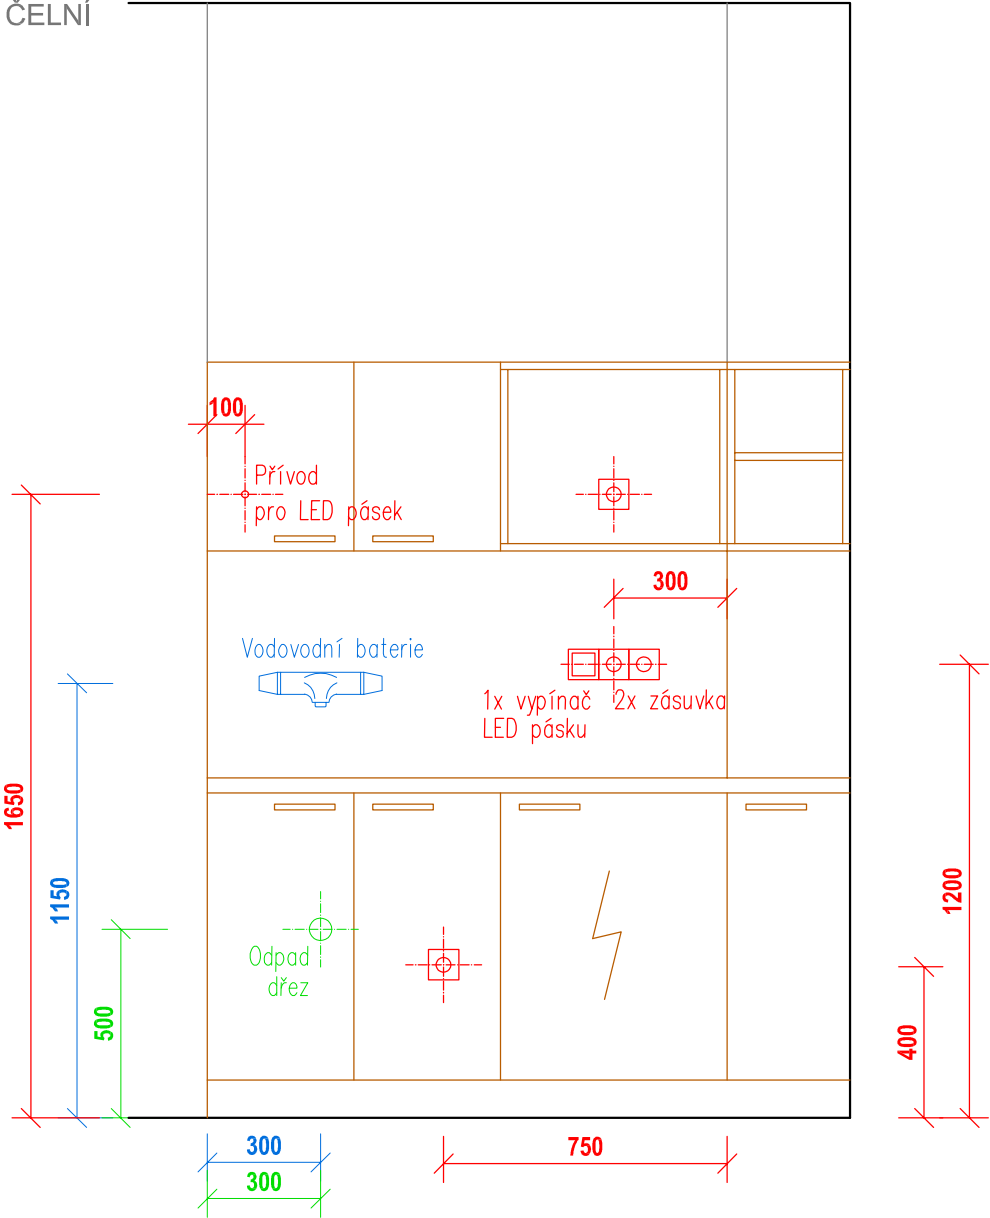 ČELNÍ
100
Přívod
pro LED pásek
300
Vodovodní baterie
1x vypínač 2x zásuvka
LED pásku
1650
1150
1200
Odpad
dřez
500
400
300
750
300